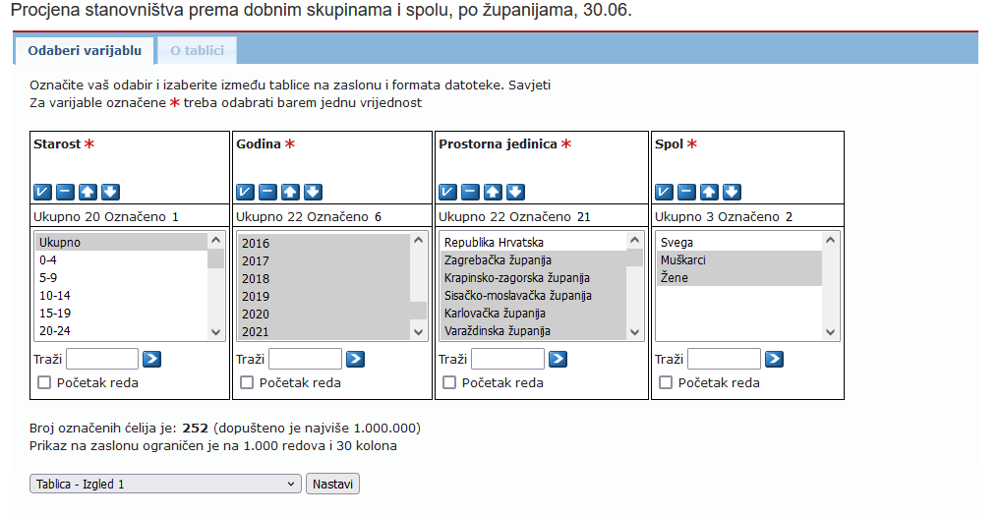 Procjena stanovništva prema dobnim skupinama i spolu, po županijama, 30.06.
Odaberi varijablu
O tablici
Označite vaš odabir i izaberite između tablice na zaslonu i formata datoteke. Savjeti
Za varijable označene * treba odabrati barem jednu vrijednost
Starost *
Ukupno 20 Označeno 1
Ukupno
0-4
5-9
10-14
15-19
20-24
Traži
Početak reda
Godina *
Ukupno 22 Označeno 6
2016
2017
2018
2019
2020
2021
Traži
Početak reda
Prostorna jedinica *
Ukupno 22 Označeno 21
Republika Hrvatska
Zagrebačka županija
Krapinsko-zagorska županija
Sisačko-moslavačka županija
Karlovačka županija
Varaždinska županija
Traži
Početak reda
Spol *
Ukupno 3 Označeno 2
Svega
Muškarci
Žene
Traži
Početak reda
Broj označenih ćelija je: 252 (dopušteno je najviše 1.000.000)
Prikaz na zaslonu ograničen je na 1.000 redova i 30 kolona
Tablica - Izgled 1
Nastavi